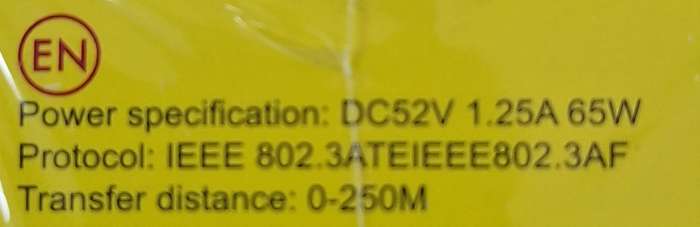 EN
Power specification: DC52V 1.25A 65W
Protocol: IEEE 802.3ATEIEEE802.3AF
Transfer distance: 0-250M